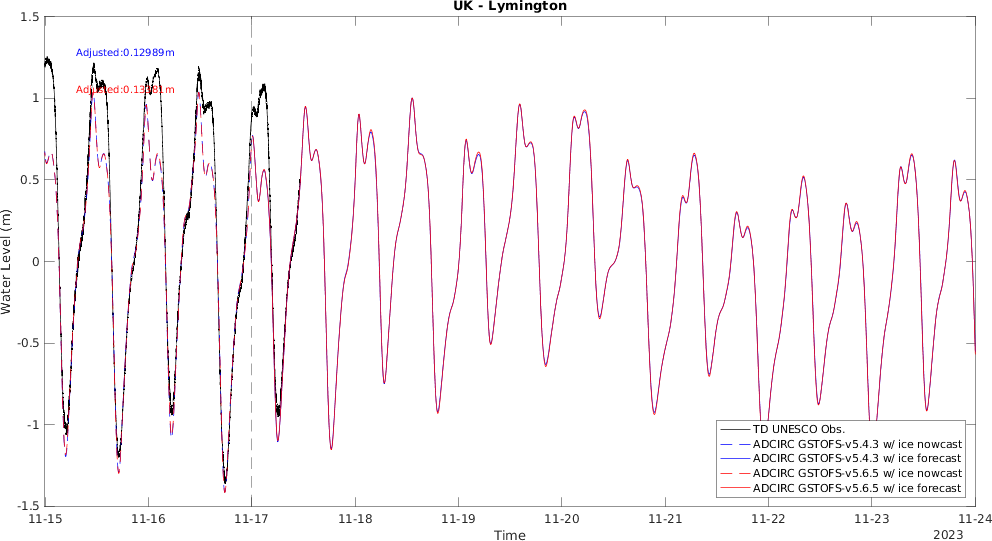 UK - Lymington
1.5
Adjusted:0.12989m
1
0.5
0
-0.5
-1
-1.5
Water Level (m)
TD UNESCO Obs.
ADCIRC GSTOFS-v5.4.3 w/ ice nowcast
ADCIRC GSTOFS-v5.4.3 w/ ice forecast
ADCIRC GSTOFS-v5.6.5 w/ ice nowcast
ADCIRC GSTOFS-v5.6.5 w/ ice forecast
11-15 11-16 11-17 11-18 11-19 11-20 11-21 11-22 11-23 11-24
Time
2023